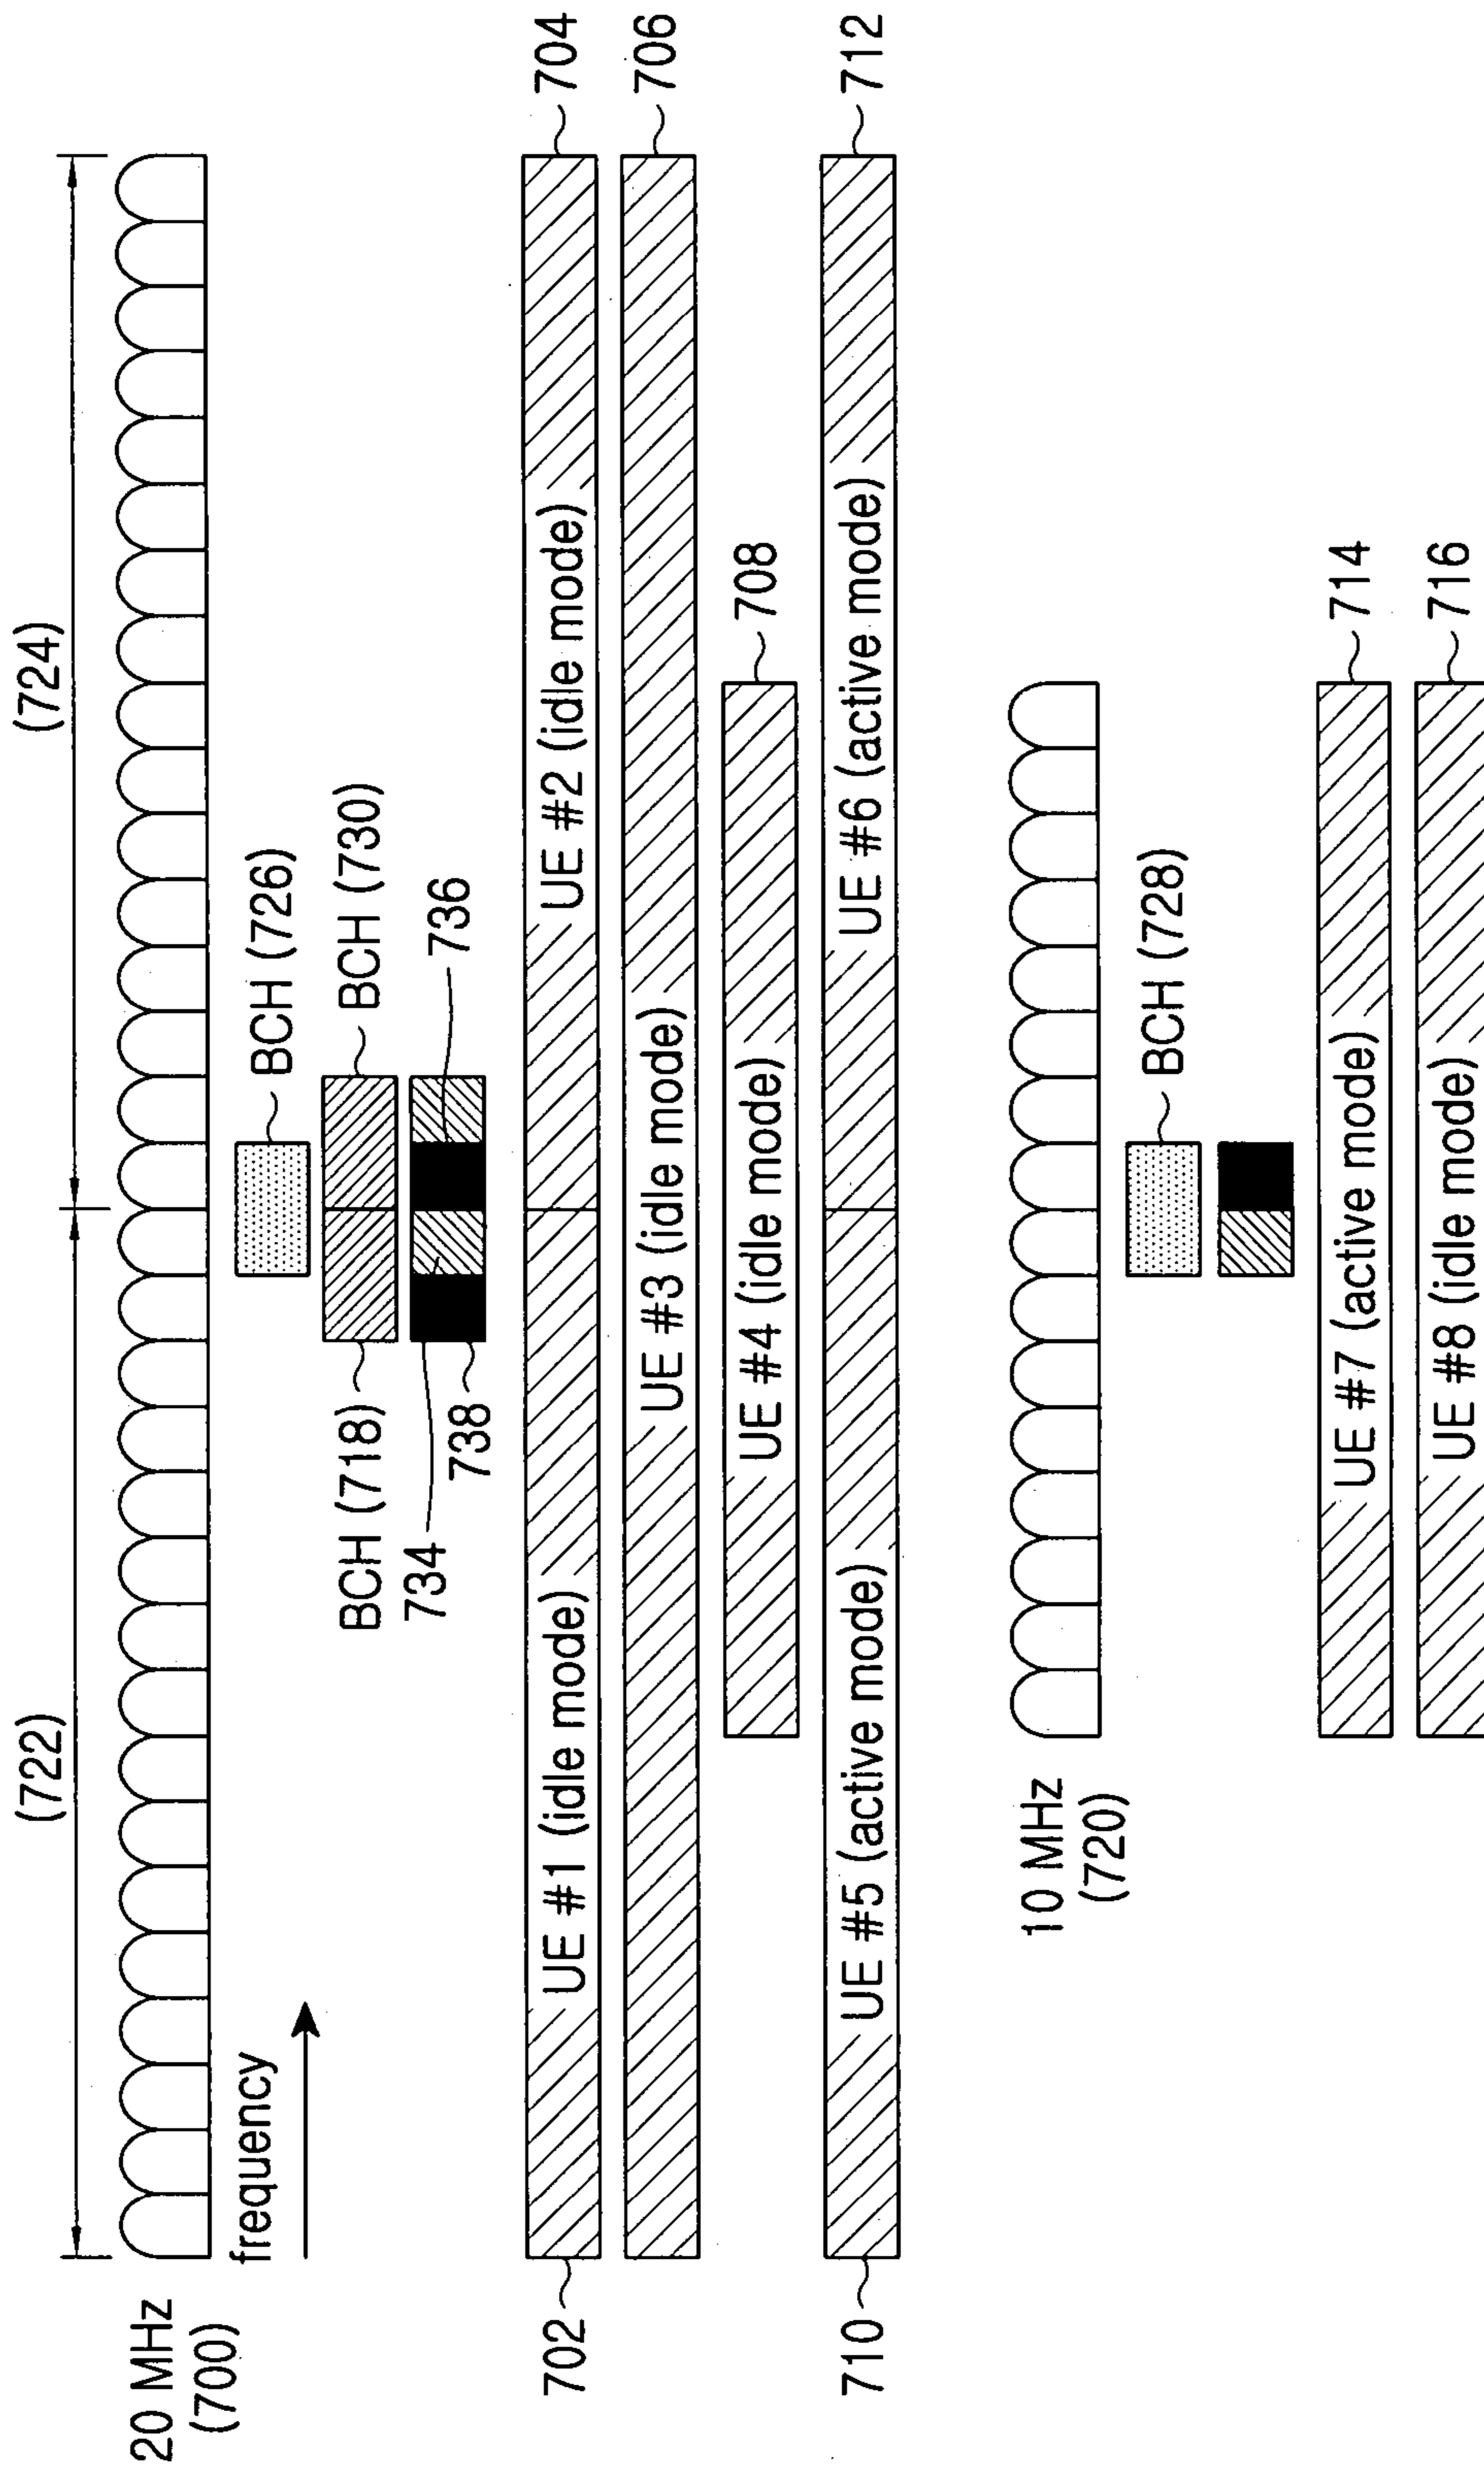 (722)
(724)
20 MHz
(700)
frequency
BCH (726)
BCH (718)
BCH (730)
734
738
736
702
UE #1 (idle mode)
UE #2 (idle mode)
704
UE #3 (idle mode)
706
UE #4 (idle mode)
708
710
UE #5 (active mode)
UE #6 (active mode)
712
10 MHz
(720)
BCH (728)
UE #7 (active mode)
714
UE #8 (idle mode)
716